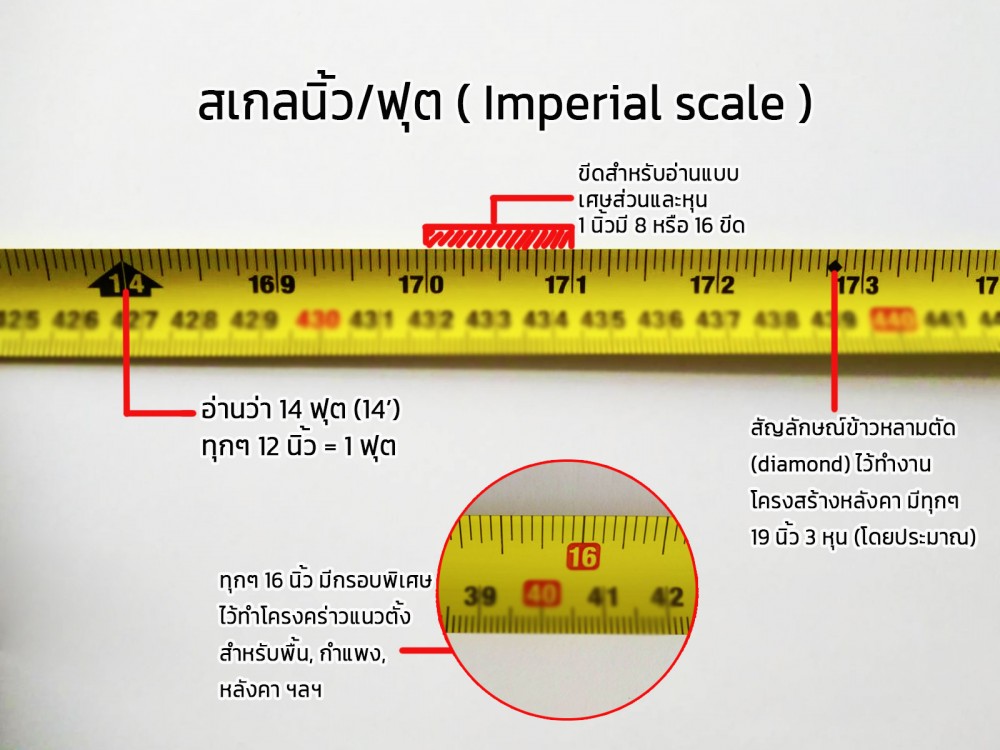 สเกลนิ้ว/ฟุต ( Imperial scale )
ขีดสำหรับอ่านแบบ
เศษส่วนและหุน
1 นิ้วมี 8 หรือ 16 ขีด
14 169 170 171 172 173 17
425 426 427 428 429 430 431 432 433 434 435 436 437 438 439 440 441 44
อ่านว่า 14 ฟุต (14’)
ทุกๆ 12 นิ้ว = 1 ฟุต
สัญลักษณ์ข้าวหลามตัด
(diamond) ไว้ทำงาน
โครงสร้างหลังคา มีทุกๆ
19 นิ้ว 3 หุน (โดยประมาณ)
16
39 40 41 42
ทุกๆ 16 นิ้ว มีกรอบพิเศษ
ไว้ทำโครงคร่าวแนวตั้ง
สำหรับพื้น, กำแพง,
หลังคา ฯลฯ